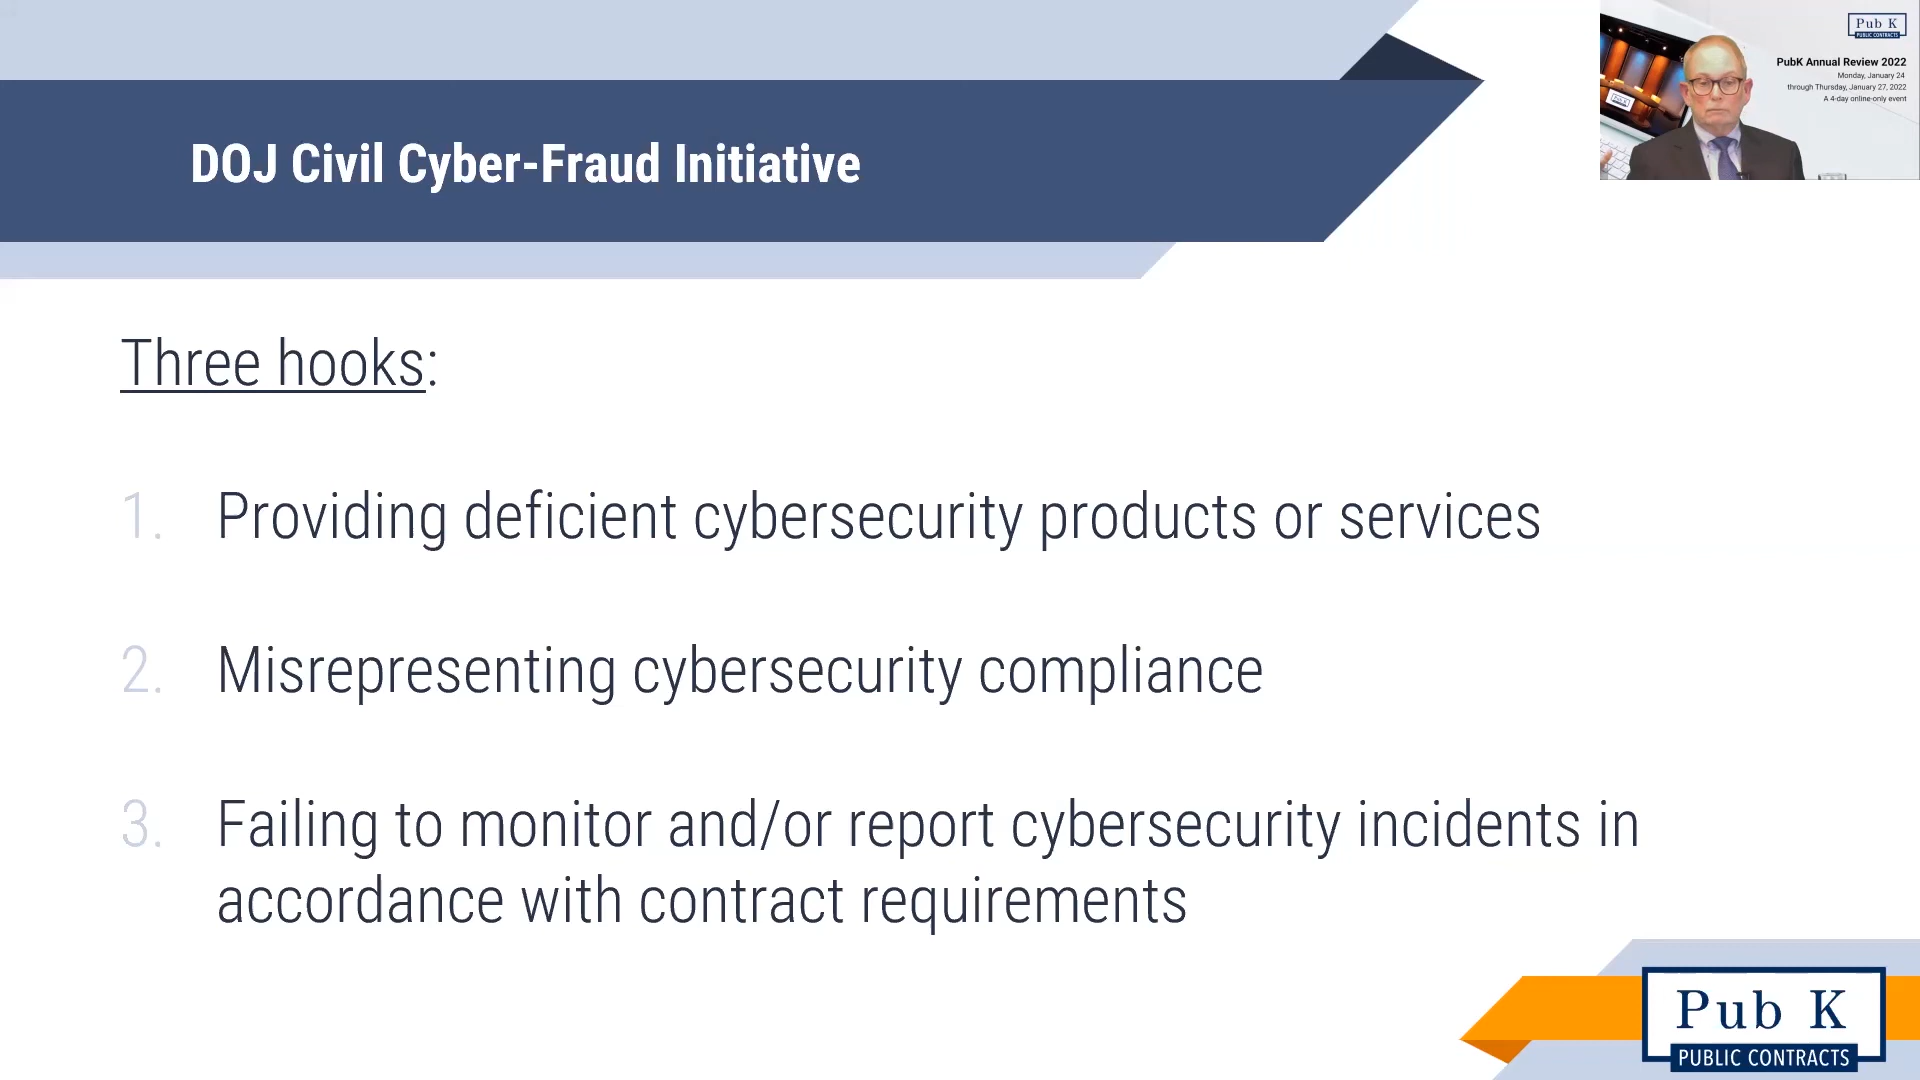 DOJ Civil Cyber-Fraud Initiative
Pub K
PUBLIC CONTRACTS
PubK Annual Review 2022
Monday, January 24
through Thursday, January 27, 2022
A 4-day online-only event
Three hooks:
1. Providing deficient cybersecurity products or services
2. Misrepresenting cybersecurity compliance
3. Failing to monitor and/or report cybersecurity incidents in
accordance with contract requirements
Pub K
PUBLIC CONTRACTS